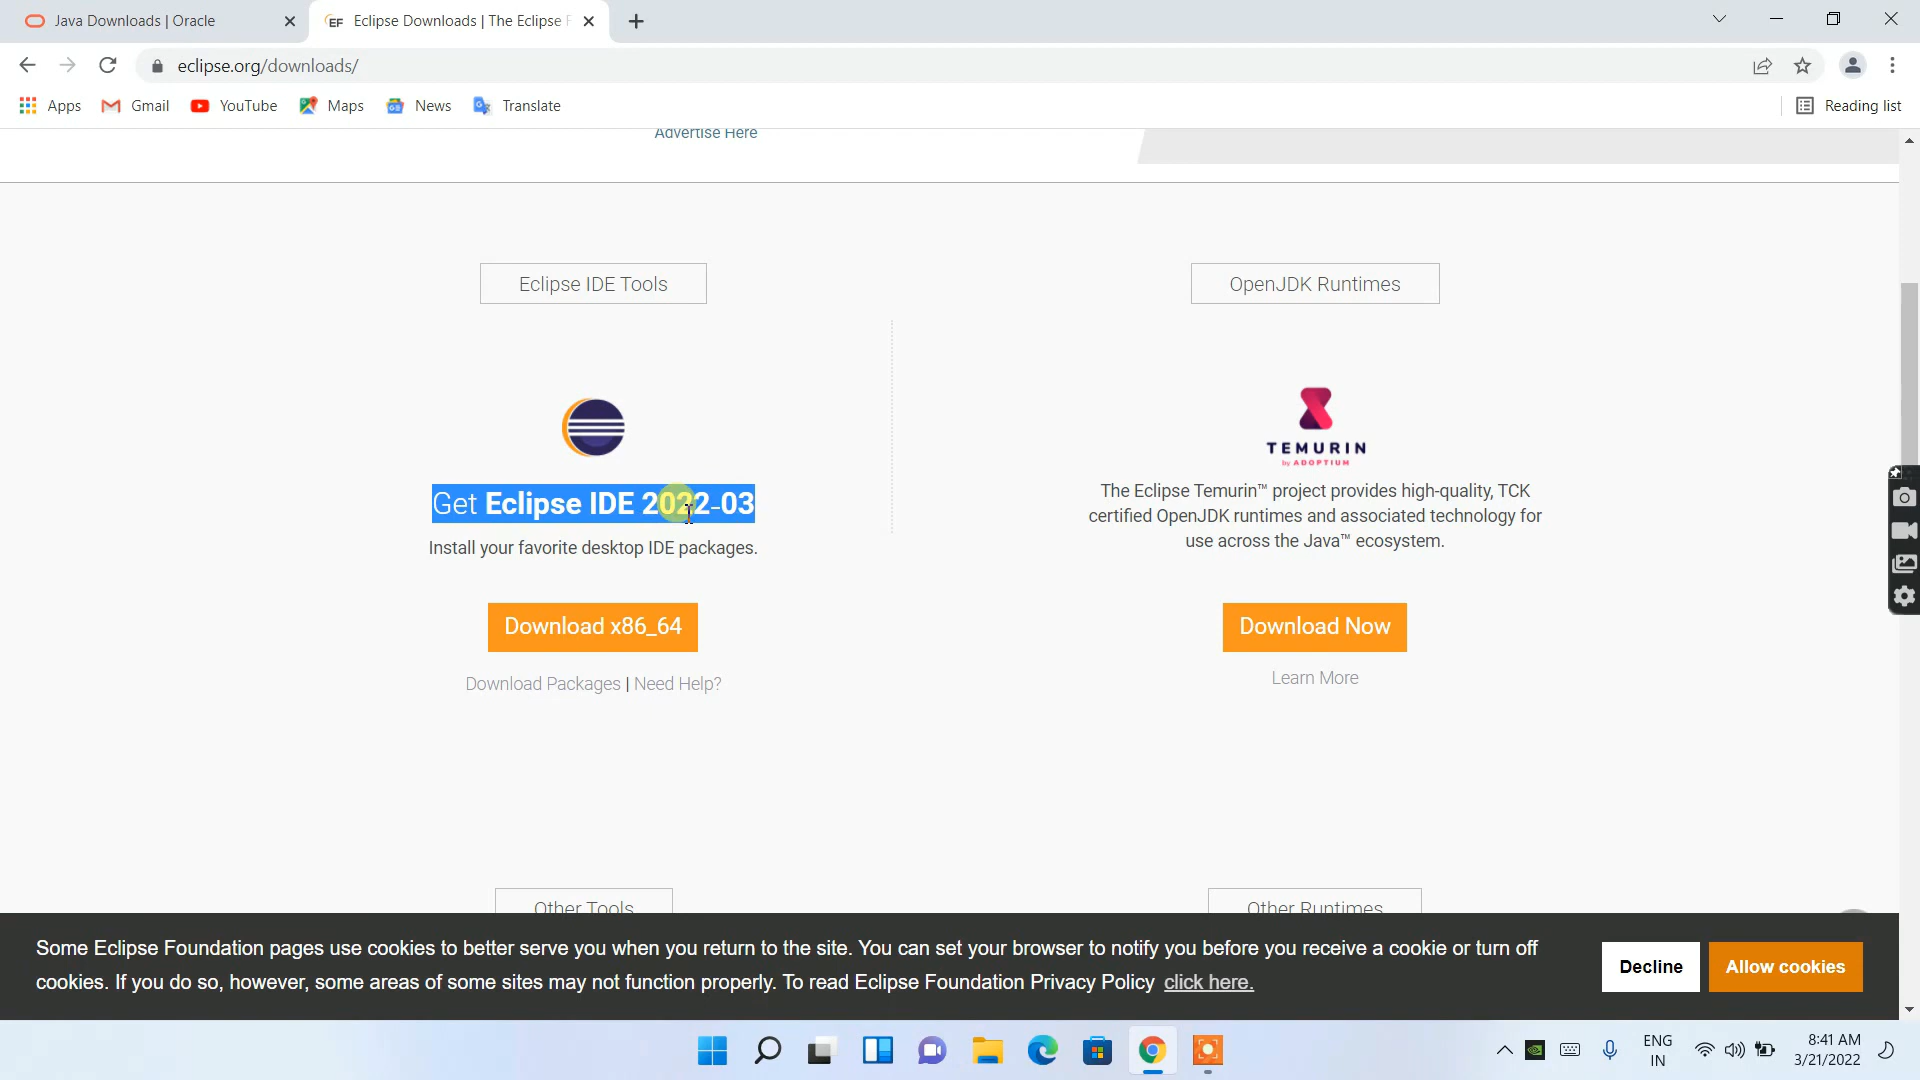 Java Downloads | Oracle
EF Eclipse Downloads | The Eclipse F
eclipse.org/downloads/
Apps Gmail YouTube Maps News Translate Reading list
Advertise Here
Eclipse IDE Tools
OpenJDK Runtimes
TEMURIN
by ADOPTIUM
Get Eclipse IDE 2022‑03
Install your favorite desktop IDE packages.
The Eclipse Temurin™ project provides high-quality, TCK
certified OpenJDK runtimes and associated technology for
use across the Java™ ecosystem.
Download x86_64
Download Now
Download Packages | Need Help?
Learn More
Other Tools
Other Runtimes
Some Eclipse Foundation pages use cookies to better serve you when you return to the site. You can set your browser to notify you before you receive a cookie or turn off
cookies. If you do so, however, some areas of some sites may not function properly. To read Eclipse Foundation Privacy Policy click here.
Decline
Allow cookies
ENG
IN
8:41 AM
3/21/2022